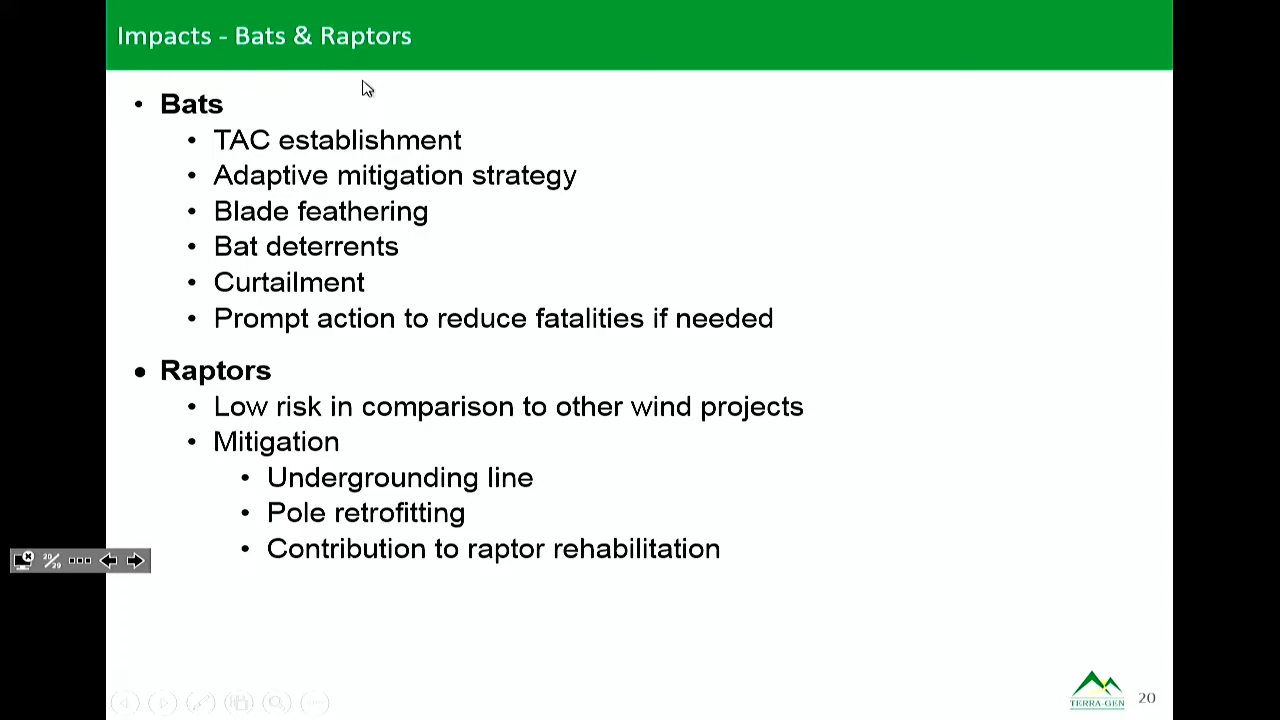 Impacts - Bats & Raptors
• Bats
• TAC establishment
• Adaptive mitigation strategy
• Blade feathering
• Bat deterrents
• Curtailment
• Prompt action to reduce fatalities if needed
• Raptors
• Low risk in comparison to other wind projects
• Mitigation
• Undergrounding line
• Pole retrofitting
• Contribution to raptor rehabilitation
20/29
TERRA-GEN
20